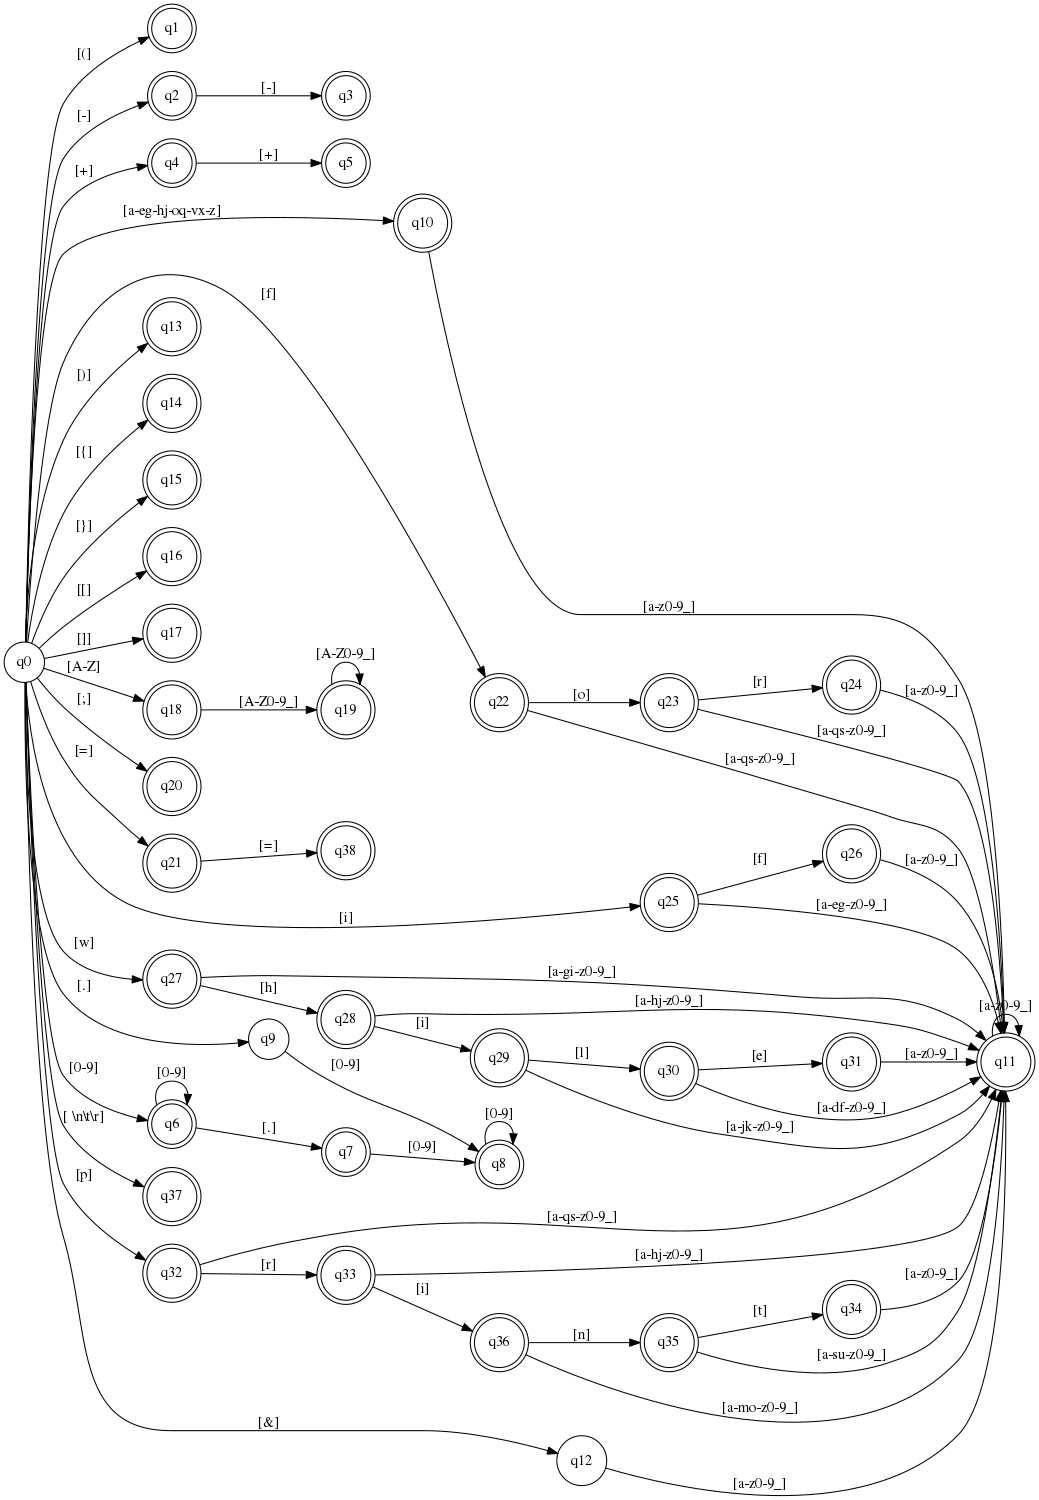 [(]
q1
[-]
q2
[-]
q3
[+]
q4
[+]
q5
[a-eg-hj-oq-vx-z]
q10
[f]
q13
[)]
q14
[{]
q15
[}]
q16
[[]
[a-z0-9_]
q17
[]]
q0
[A-Z]
[A-Z0-9_]
q18
[A-Z0-9_]
q19
q22
[o]
q23
[r]
q24
[a-z0-9_]
[;]
[a-qs-z0-9_]
[=]
[a-qs-z0-9_]
q20
q21
[=]
q38
[f]
q26
[a-z0-9_]
q25
[a-eg-z0-9_]
[i]
[w]
q27
[a-gi-z0-9_]
[.]
[h]
q28
[a-hj-z0-9_]
[a-z0-9_]
q9
[i]
q29
[l]
q30
[e]
q31
[a-z0-9_]
q11
[0-9]
[0-9]
[0-9]
[a-df-z0-9_]
[ \n\t\r]
q6
[.]
[0-9]
[a-jk-z0-9_]
q7
[0-9]
q8
[p]
q37
[a-qs-z0-9_]
q32
[r]
q33
[a-hj-z0-9_]
[i]
[a-z0-9_]
q36
[n]
q35
[t]
q34
[a-su-z0-9_]
[a-mo-z0-9_]
[&]
q12
[a-z0-9_]